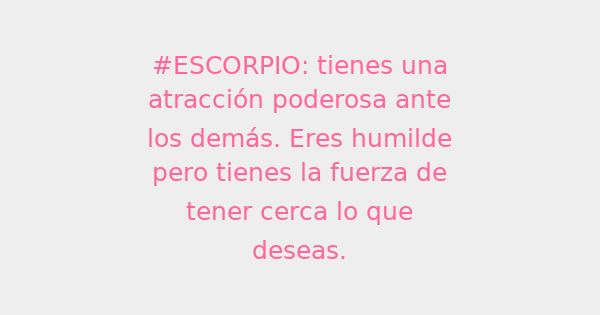 #ESCORPIO: tienes una
atracción poderosa ante
los demás. Eres humilde
pero tienes la fuerza de
tener cerca lo que
deseas.